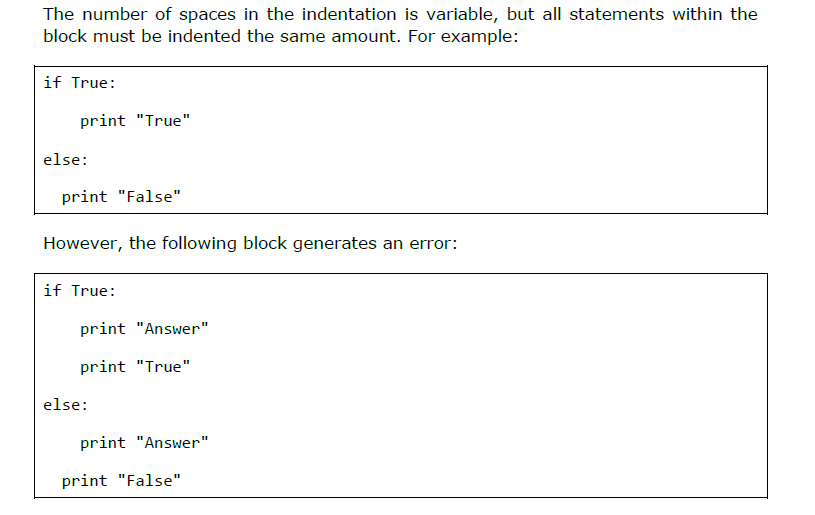 The number of spaces in the indentation is variable, but all statements within the
block must be indented the same amount. For example:
if True:
    print "True"
else:
  print "False"
However, the following block generates an error:
if True:
    print "Answer"
    print "True"
else:
    print "Answer"
  print "False"